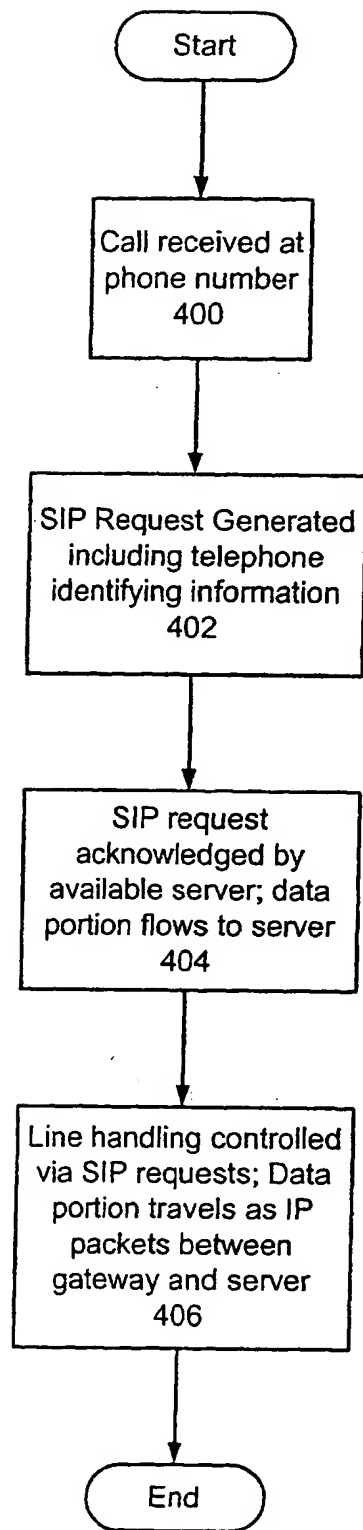 Start
Call received at
phone number
400
SIP Request Generated
including telephone
identifying information
402
SIP request
acknowledged by
available server; data
portion flows to server
404
Line handling controlled
via SIP requests; Data
portion travels as IP
packets between
gateway and server
406
End